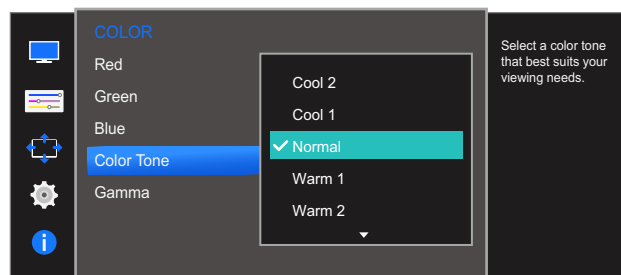 COLOR
Red
Green
Blue
Color Tone
Gamma
Cool 2
Cool 1
Normal
Warm 1
Warm 2
Select a color tone
that best suits your
viewing needs.